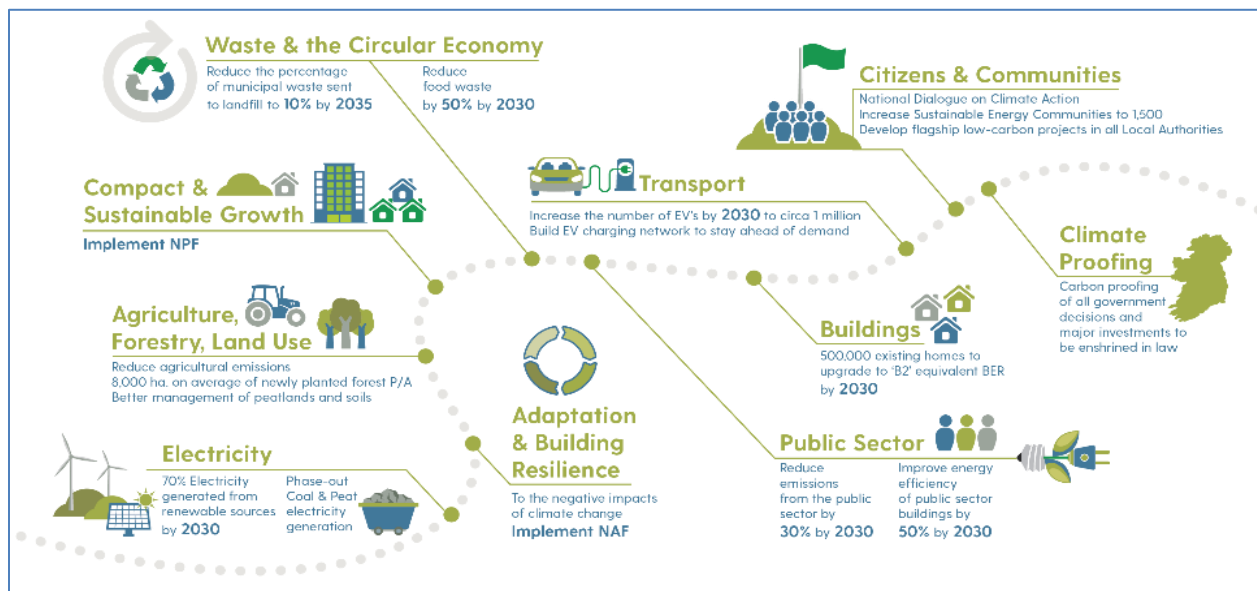 Waste & the Circular Economy
Reduce the percentage
of municipal waste sent
to landfill to 10% by 2035
Reduce
food waste
by 50% by 2030
Citizens & Communities
National Dialogue on Climate Action
Increase Sustainable Energy Communities to 1,500
Develop flagship low-carbon projects in all Local Authorities
Compact &
Sustainable Growth
Implement NPF
Transport
Increase the number of EV's by 2030 to circa 1 million
Build EV charging network to stay ahead of demand
Climate
Proofing
Carbon proofing
of all government
decisions and
major investments to
be enshrined in law
Agriculture,
Forestry, Land Use
Reduce agricultural emissions
8,000 ha. on average of newly planted forest P/A
Better management of peatlands and soils
Buildings
500,000 existing homes to
upgrade to 'B2' equivalent BER
by 2030
Adaptation
& Building
Resilience
To the negative impacts
of climate change
Implement NAF
Electricity
70% Electricity
generated from
renewable sources
by 2030
Phase-out
Coal & Peat
electricity
generation
Public Sector
Reduce
emissions
from the public
sector by
30% by 2030
Improve energy
efficiency
of public sector
buildings by
50% by 2030